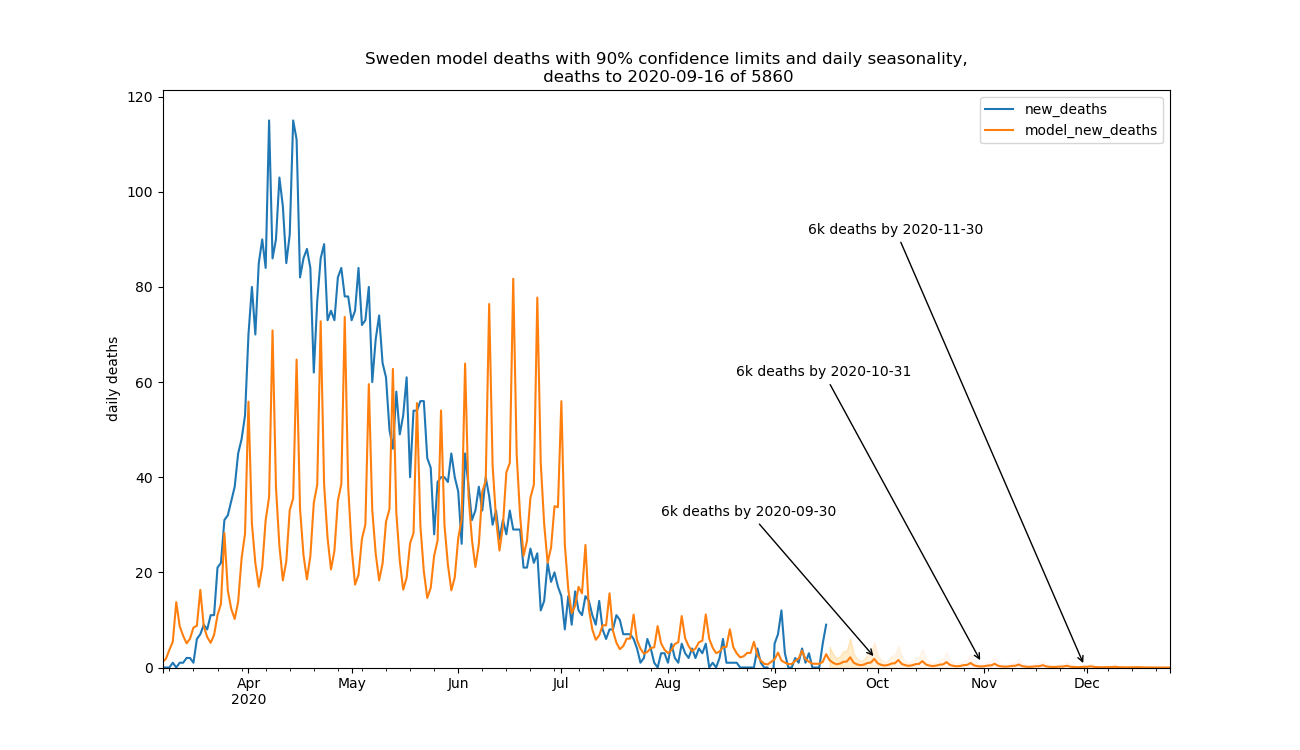 Sweden model deaths with 90% confidence limits and daily seasonality,
deaths to 2020-09-16 of 5860
new_deaths
model_new_deaths
120
100
80
60
40
20
0
daily deaths
6k deaths by 2020-11-30
6k deaths by 2020-10-31
6k deaths by 2020-09-30
Apr May Jun Jul Aug Sep Oct Nov Dec
2020